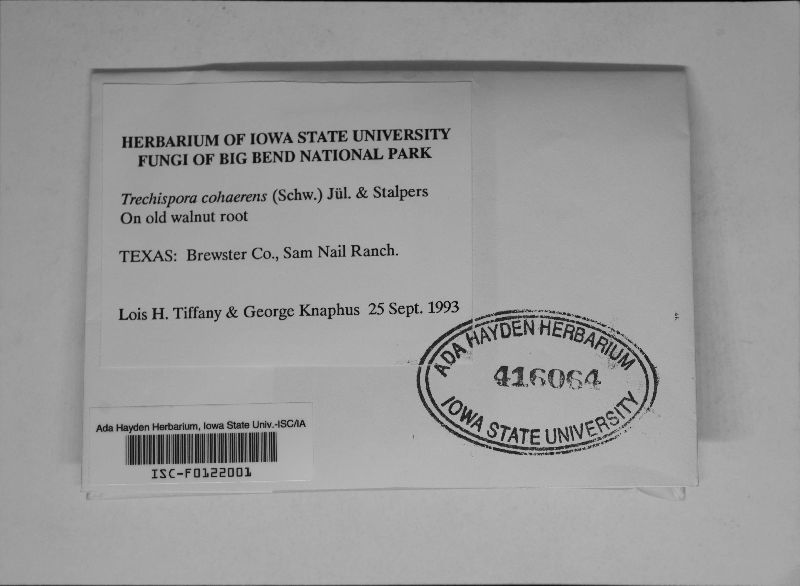 HERBARIUM OF IOWA STATE UNIVERSITY
FUNGI OF BIG BEND NATIONAL PARK
Trechispora cohaerens (Schw.) Jül. & Stalpers
On old walnut root
TEXAS: Brewster Co., Sam Nail Ranch.
Lois H. Tiffany & George Knaphus 25 Sept. 1993
ADA HAYDEN HERBARIUM
416064
IOWA STATE UNIVERSITY
Ada Hayden Herbarium, Iowa State Univ.-ISC/IA
ISC-F0122001